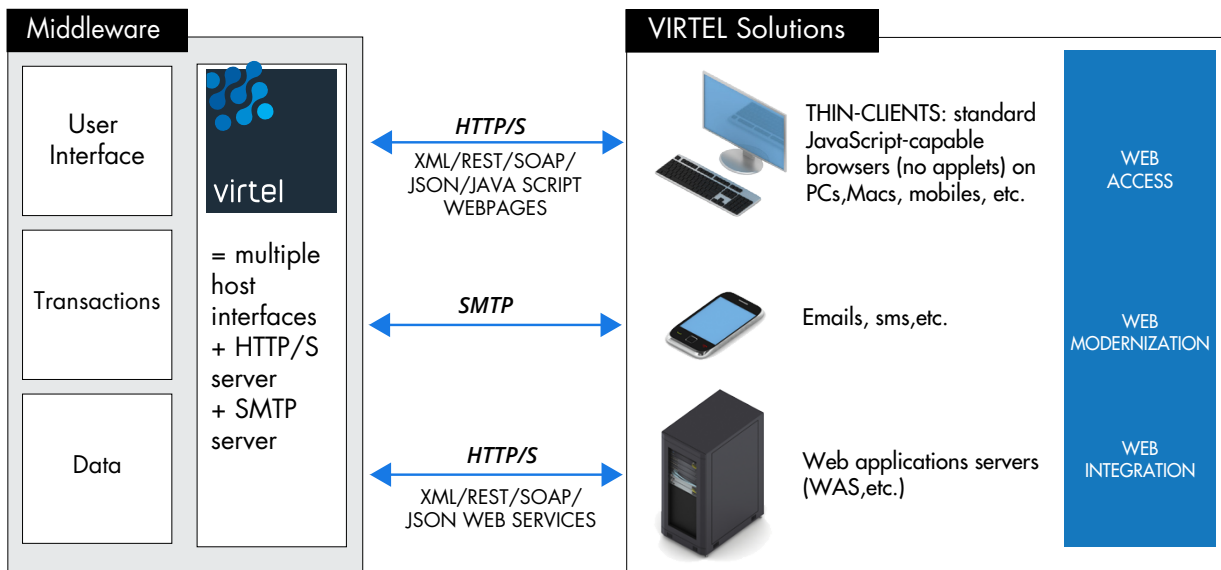 Middleware
User
Interface
Transactions
Data
virtel
= multiple
host
interfaces
+ HTTP/S
server
+ SMTP
server
HTTP/S
XML/REST/SOAP/
JSON/JAVA SCRIPT
WEBPAGES
SMTP
HTTP/S
XML/REST/SOAP/
JSON WEB SERVICES
VIRTEL Solutions
THIN-CLIENTS: standard
JavaScript-capable
browsers (no applets) on
PCs,Macs, mobiles, etc.
Emails, sms,etc.
Web applications servers
(WAS,etc.)
WEB
ACCESS
WEB
MODERNIZATION
WEB
INTEGRATION